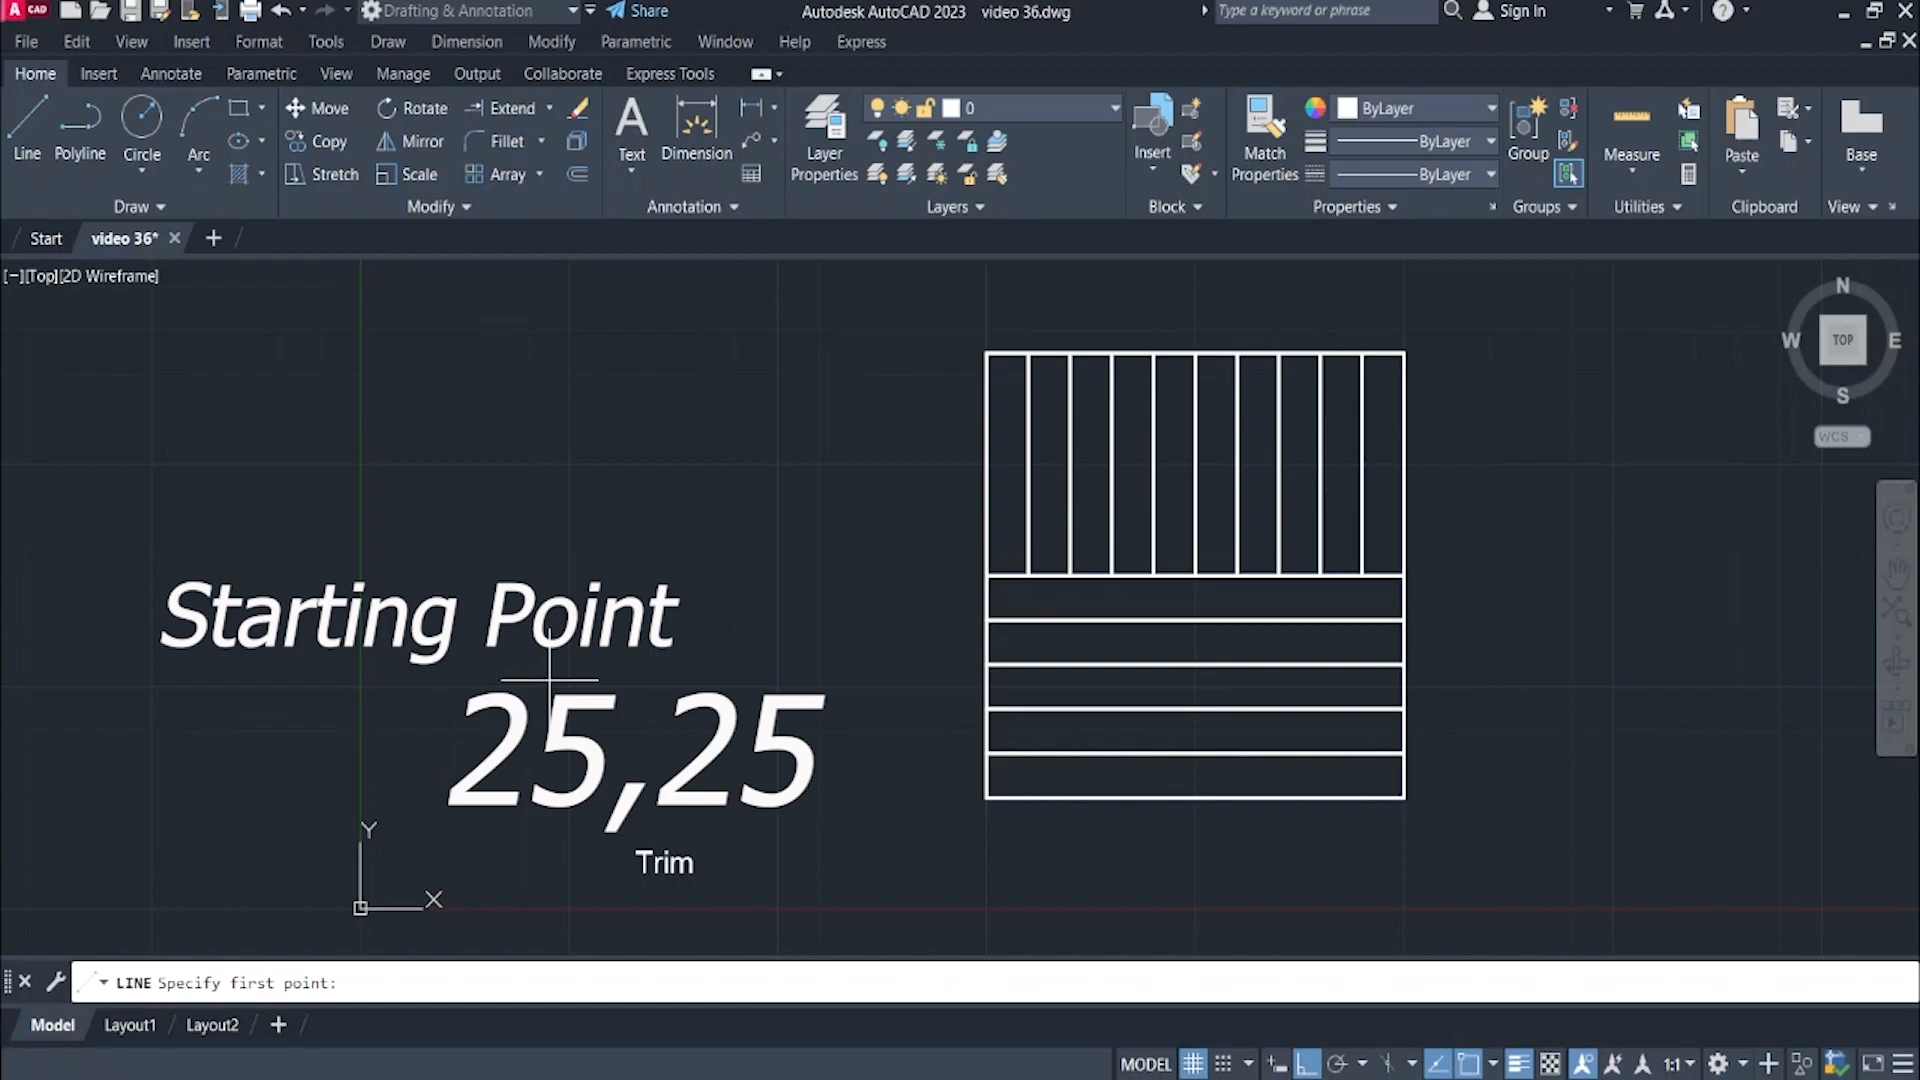 A CAD Drafting & Annotation Share Autodesk AutoCAD 2023 video 36.dwg Type a keyword or phrase Sign In
File Edit View Insert Format Tools Draw Dimension Modify Parametric Window Help Express
Home Insert Annotate Parametric View Manage Output Collaborate Express Tools
Line Polyline Circle Arc
Move Rotate Extend
Copy Mirror Fillet
Stretch Scale Array
Text Dimension
Layer Properties
0
Insert
Match Properties
ByLayer
ByLayer
ByLayer
Group
Measure
Paste
Base
Draw Modify Annotation Layers Block Properties Groups Utilities Clipboard View
Start video 36*
[−][Top][2D Wireframe]
N
W TOP E
S
WCS
Starting Point
25,25
Trim
Y
X
LINE Specify first point:
Model Layout1 Layout2
MODEL 1:1